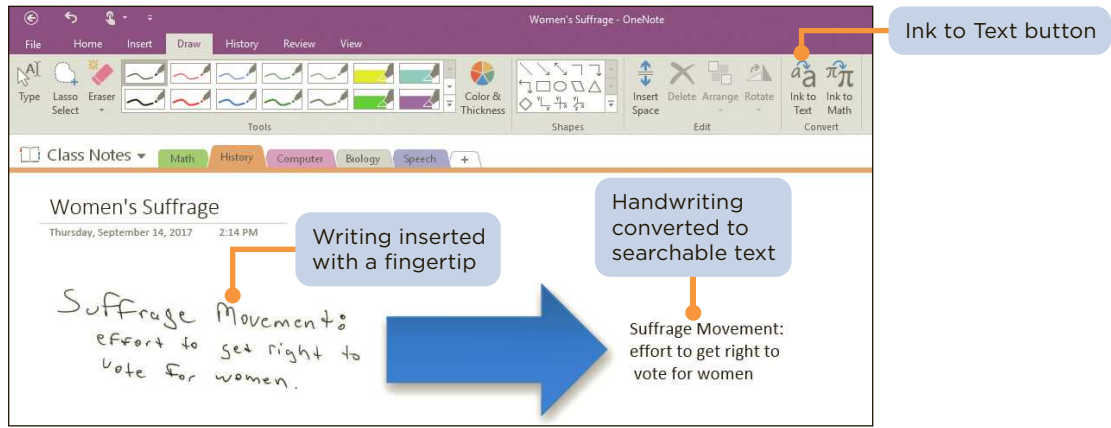 Women's Suffrage - OneNote
File Home Insert Draw History Review View
Type
Lasso Select
Eraser
Color & Thickness
Insert Space
Delete Arrange Rotate
Ink to Text
Ink to Math
Tools Shapes Edit Convert
Ink to Text button
Class Notes Math History Computer Biology Speech +
Women's Suffrage
Thursday, September 14, 2017 2:14 PM
Writing inserted
with a fingertip
Handwriting
converted to
searchable text
Suffrage Movement:
effort to get right to
vote for women.
Suffrage Movement:
effort to get right to
vote for women